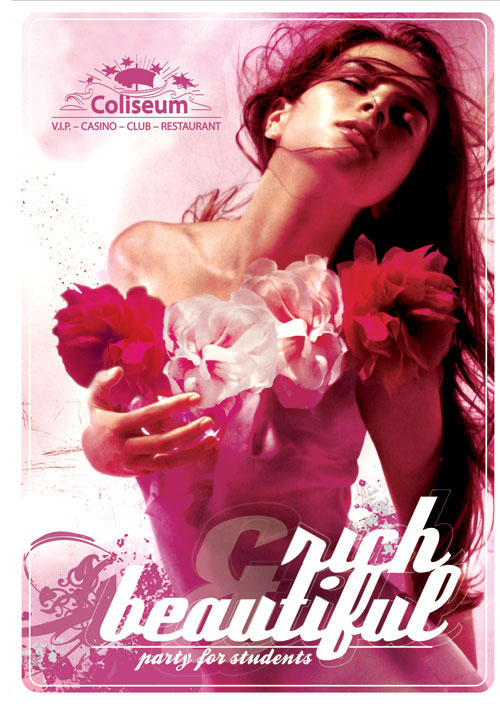 Coliseum
V.I.P. – CASINO – CLUB – RESTAURANT
& rich
beautiful
party for students